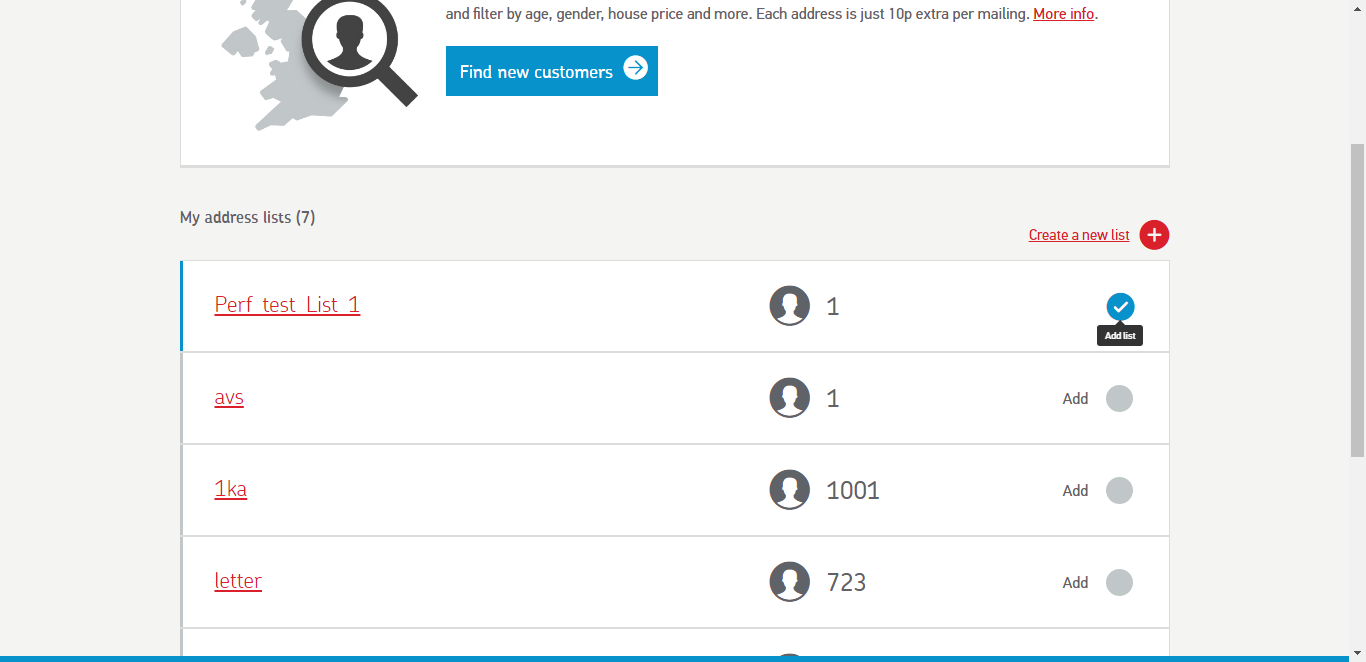 and filter by age, gender, house price and more. Each address is just 10p extra per mailing. More info.
Find new customers
My address lists (7)
Create a new list
Perf_test_List_1
1
Add list
avs
1
Add
1ka
1001
Add
letter
723
Add